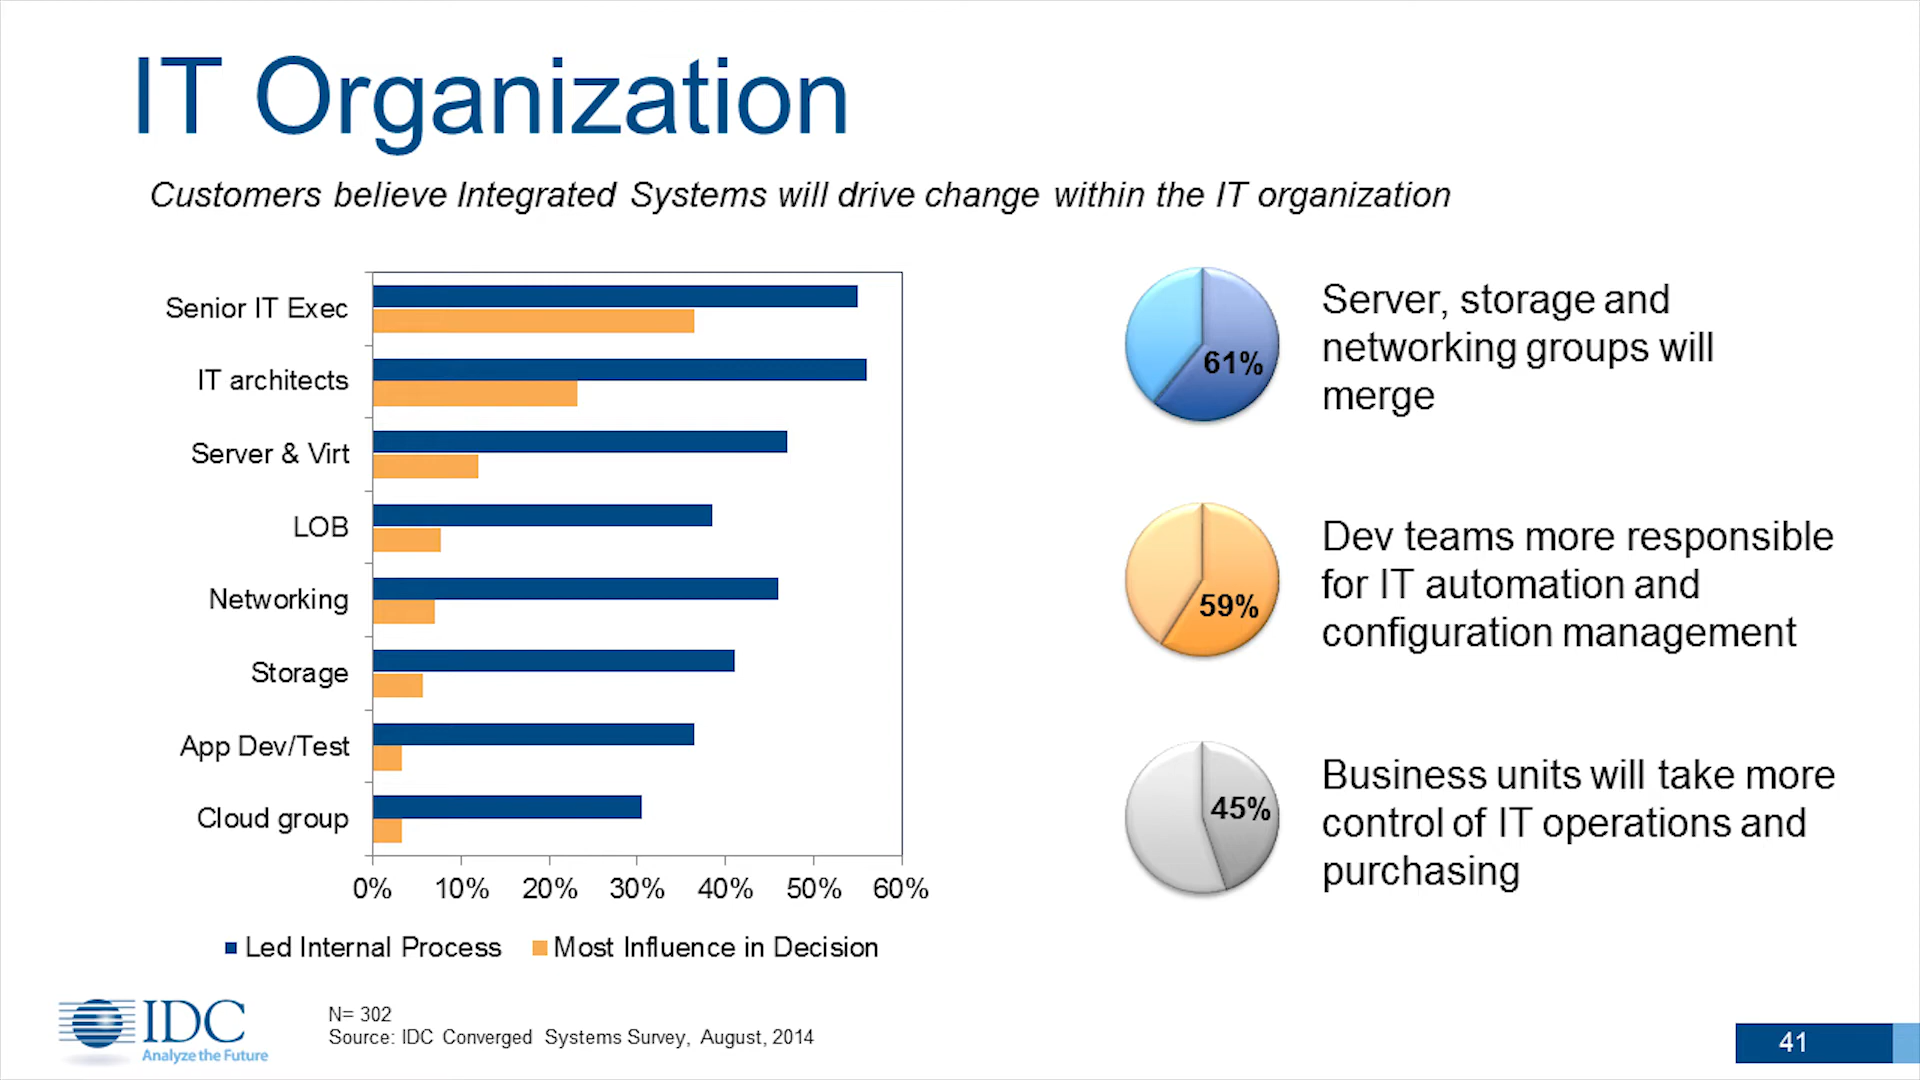 IT Organization
Customers believe Integrated Systems will drive change within the IT organization
Senior IT Exec
IT architects
Server & Virt
LOB
Networking
Storage
App Dev/Test
Cloud group
0% 10% 20% 30% 40% 50% 60%
Led Internal Process Most Influence in Decision
61%
Server, storage and
networking groups will
merge
59%
Dev teams more responsible
for IT automation and
configuration management
45%
Business units will take more
control of IT operations and
purchasing
IDC
Analyze the Future
N= 302
Source: IDC Converged Systems Survey, August, 2014
41